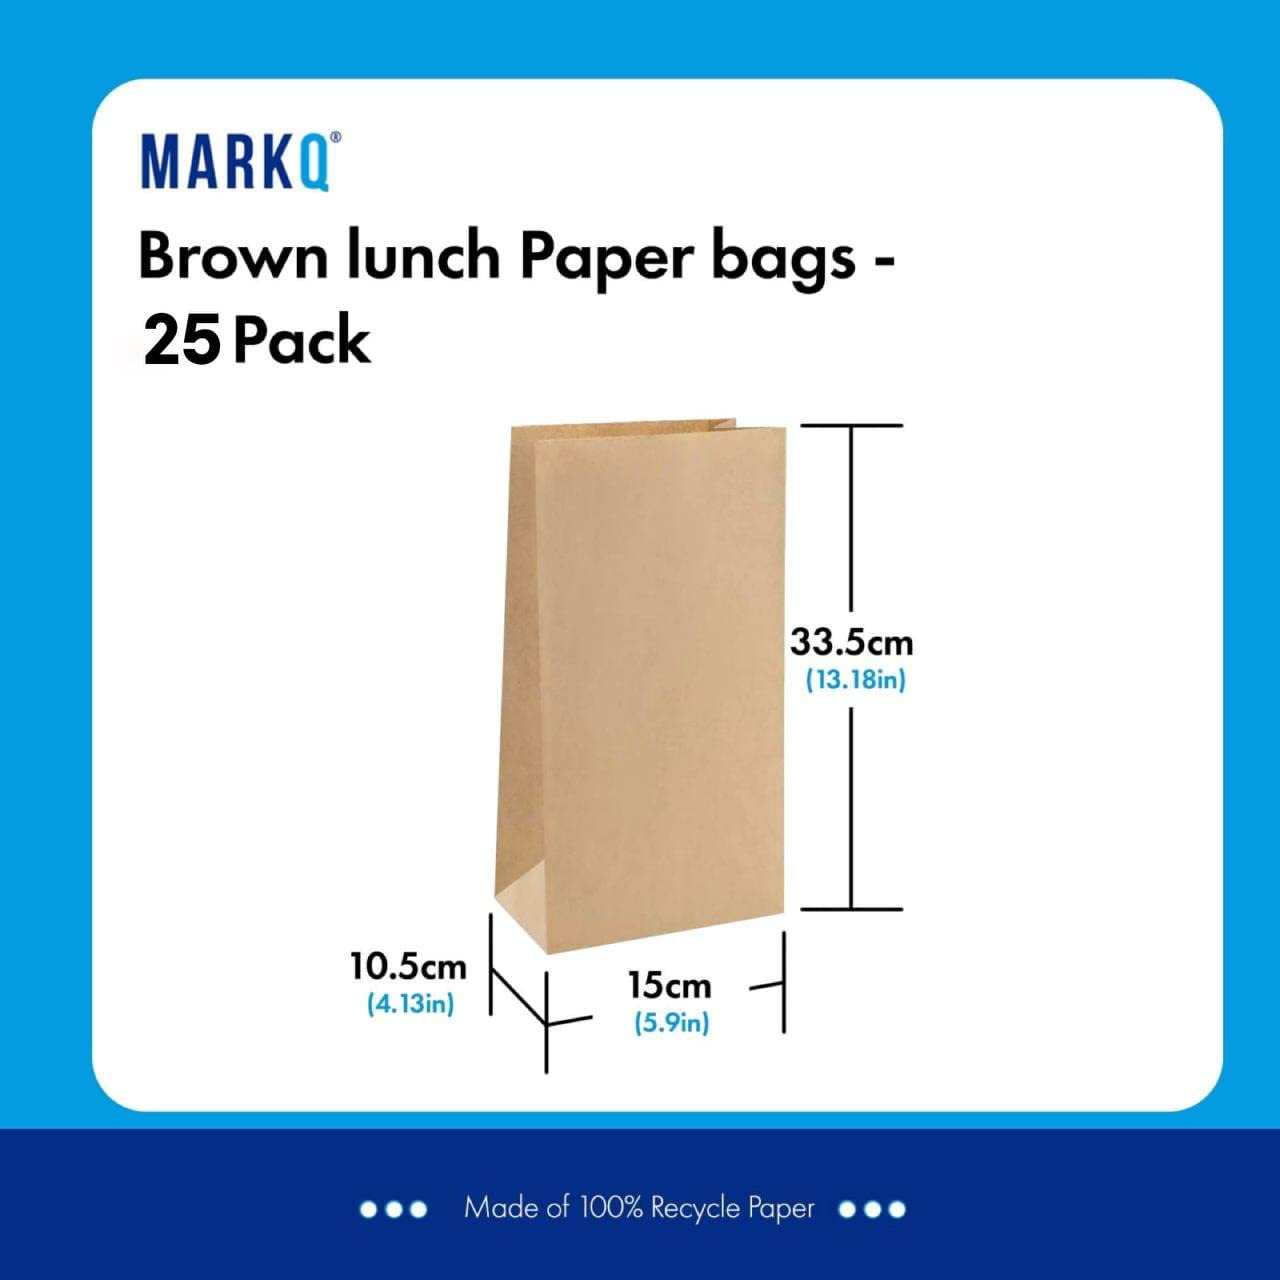 MARKQ®
Brown lunch Paper bags -
25 Pack
33.5cm
(13.18in)
10.5cm
(4.13in)
15cm
(5.9in)
Made of 100% Recycle Paper